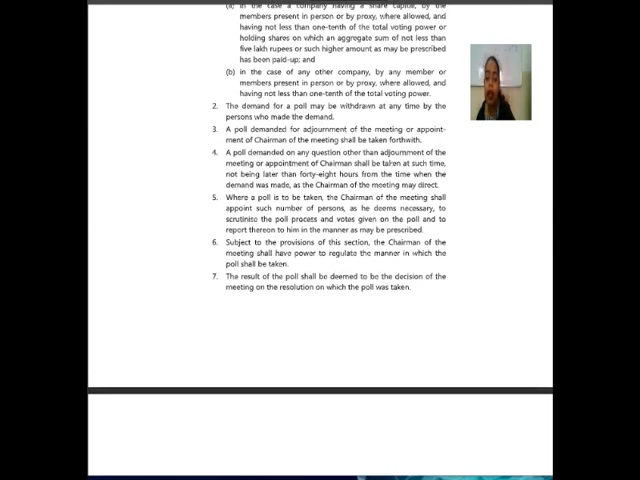 (a) in the case a company having a share capital, by the
members present in person or by proxy, where allowed, and
having not less than one-tenth of the total voting power or
holding shares on which an aggregate sum of not less than
five lakh rupees or such higher amount as may be prescribed
has been paid-up; and
(b) in the case of any other company, by any member or
members present in person or by proxy, where allowed, and
having not less than one-tenth of the total voting power.
2. The demand for a poll may be withdrawn at any time by the
persons who made the demand.
3. A poll demanded for adjournment of the meeting or appoint-
ment of Chairman of the meeting shall be taken forthwith.
4. A poll demanded on any question other than adjournment of the
meeting or appointment of Chairman shall be taken at such time,
not being later than forty-eight hours from the time when the
demand was made, as the Chairman of the meeting may direct.
5. Where a poll is to be taken, the Chairman of the meeting shall
appoint such number of persons, as he deems necessary, to
scrutinise the poll process and votes given on the poll and to
report thereon to him in the manner as may be prescribed.
6. Subject to the provisions of this section, the Chairman of the
meeting shall have power to regulate the manner in which the
poll shall be taken.
7. The result of the poll shall be deemed to be the decision of the
meeting on the resolution on which the poll was taken.